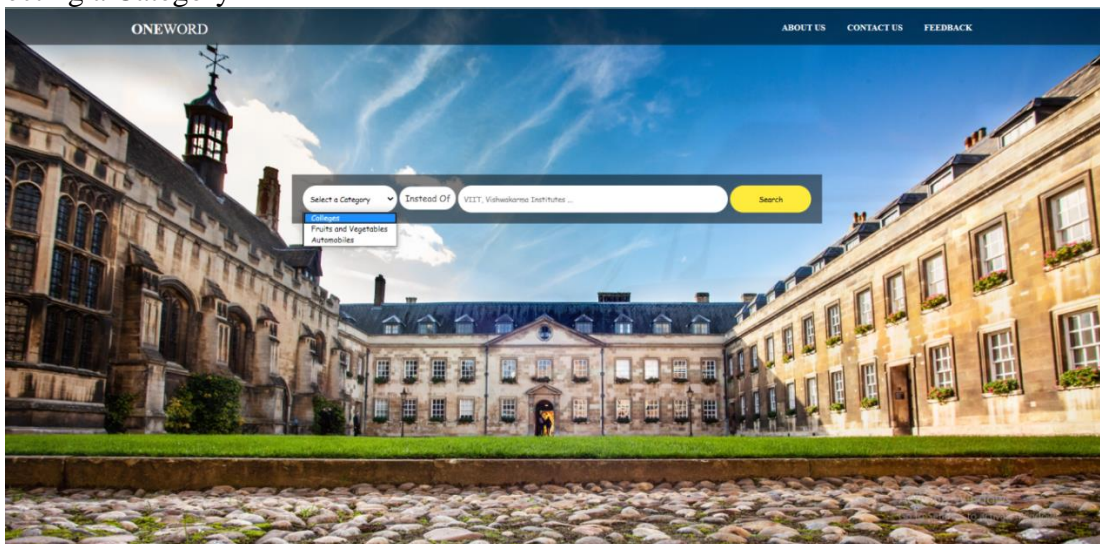 ONEWORD
ABOUT US CONTACT US FEEDBACK
Select a Category Instead Of VIIT, Vishwakarma Institutes ... Search
Colleges
Fruits and Vegetables
Automobiles